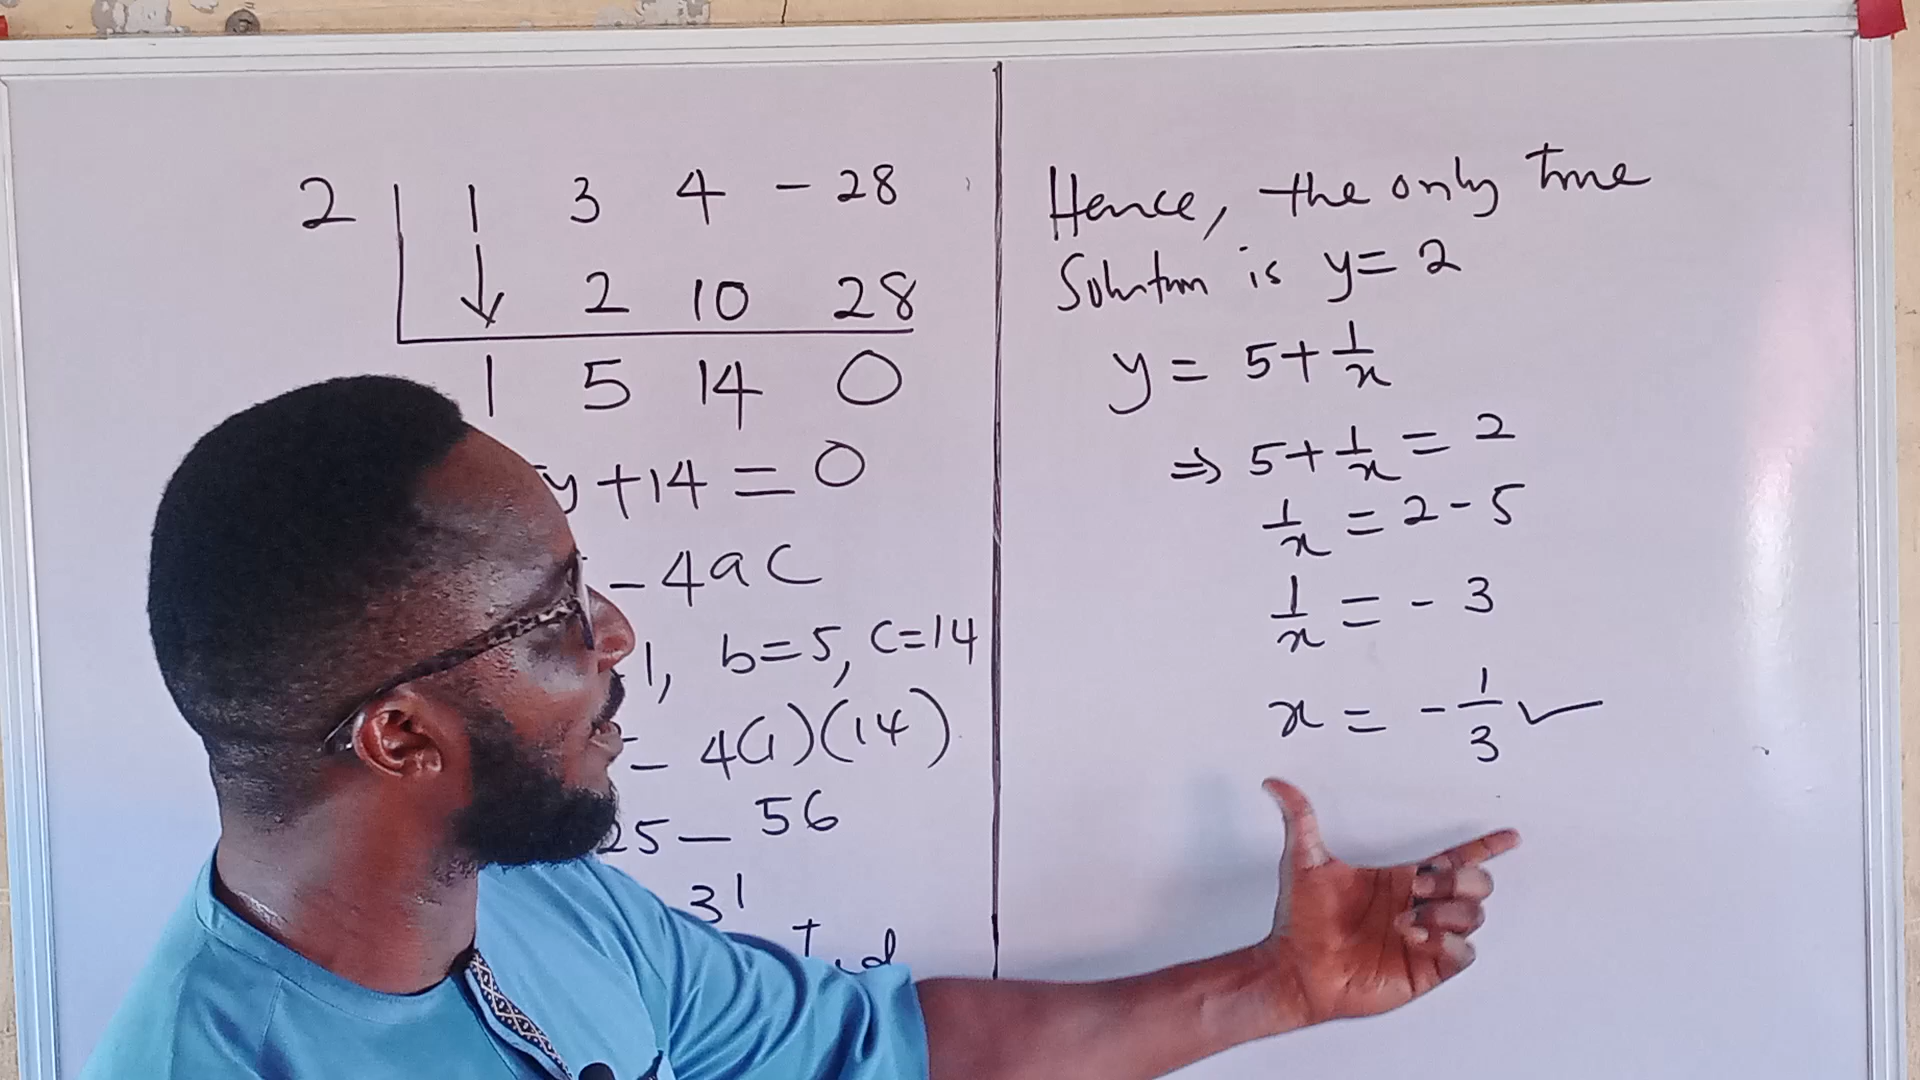 2 | 1 3 4 - 28
↓ 2 10 28
1 5 14 0
y + 14 = 0
- 4ac
1, b = 5, c = 14
- 4(1)(14)
25 - 56
31
Hence, the only true
Solution is y = 2
y = 5 + 1/x
⇒ 5 + 1/x = 2
1/x = 2 - 5
1/x = - 3
x = - 1/3 ✓